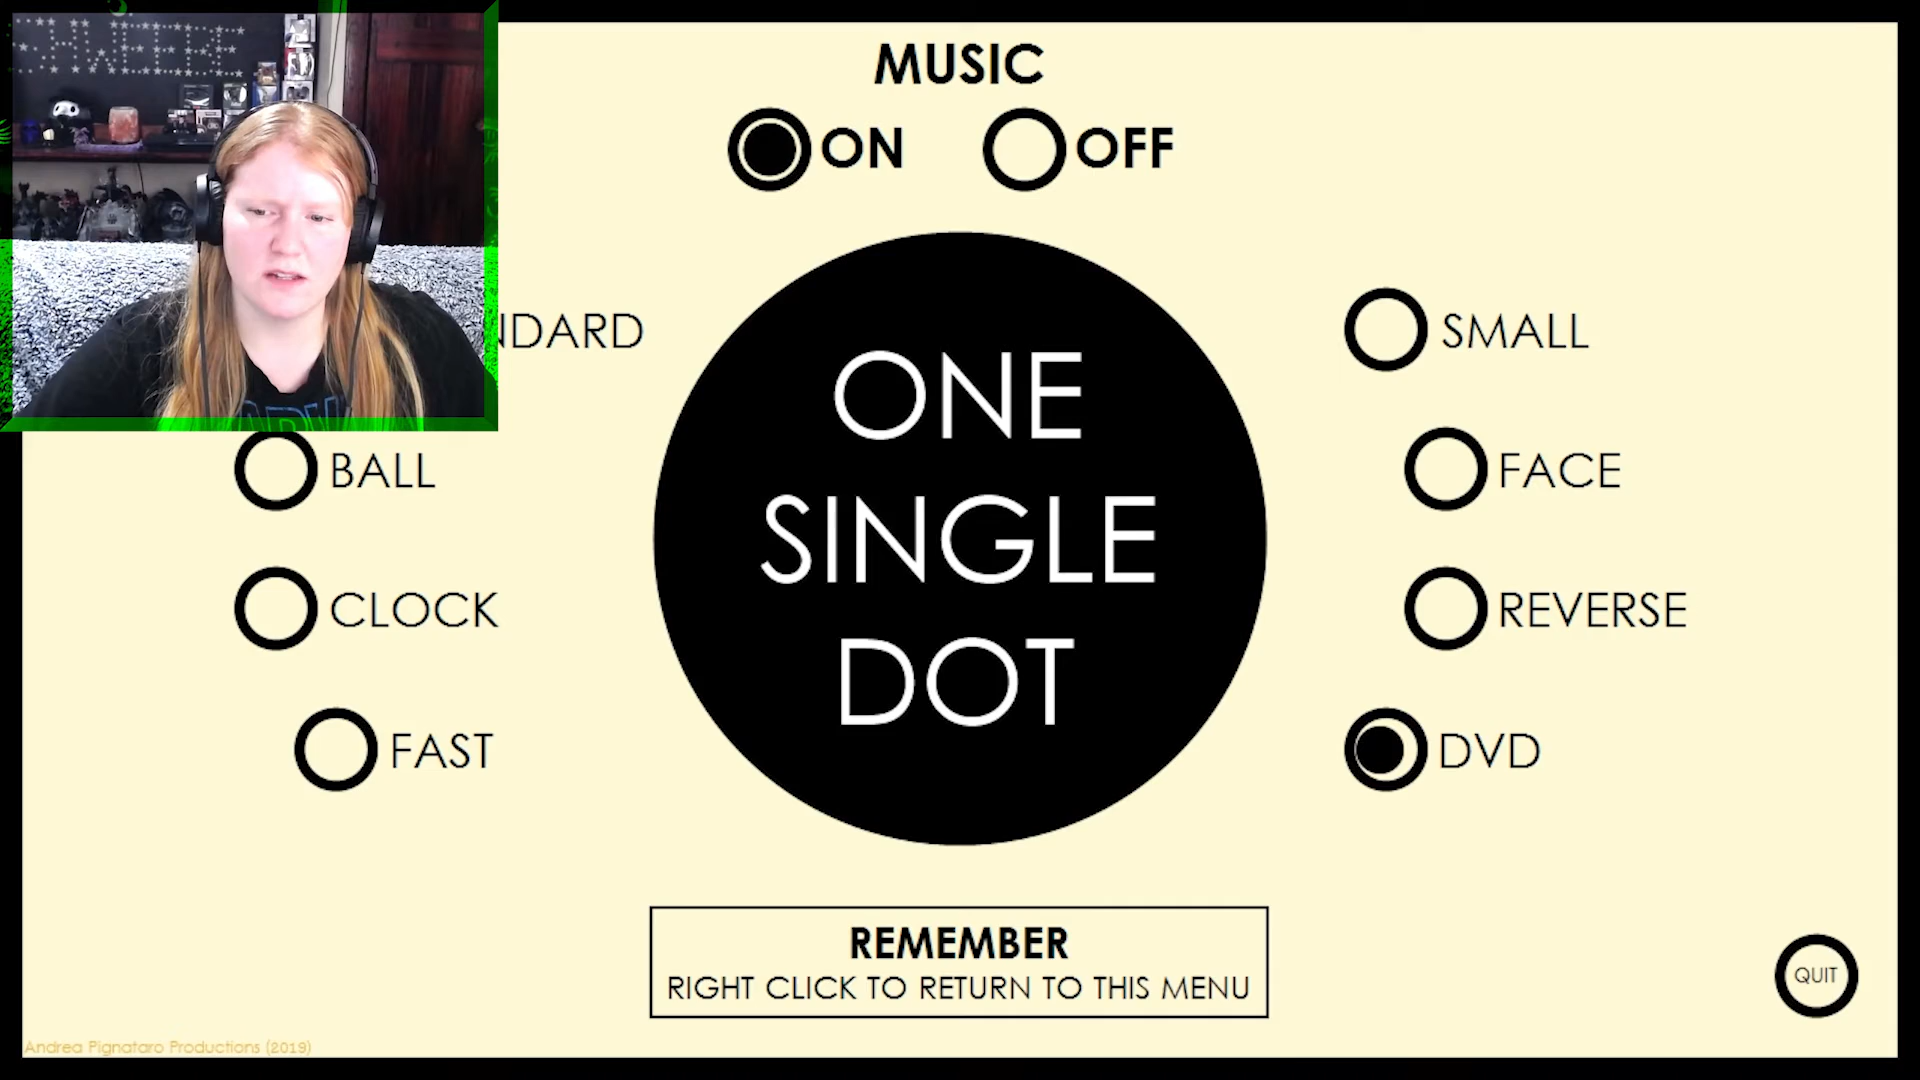 MUSIC
ON OFF
NDARD
SMALL
BALL
FACE
CLOCK
REVERSE
FAST
DVD
ONE
SINGLE
DOT
REMEMBER
RIGHT CLICK TO RETURN TO THIS MENU
QUIT
Andrea Pignataro Productions (2019)